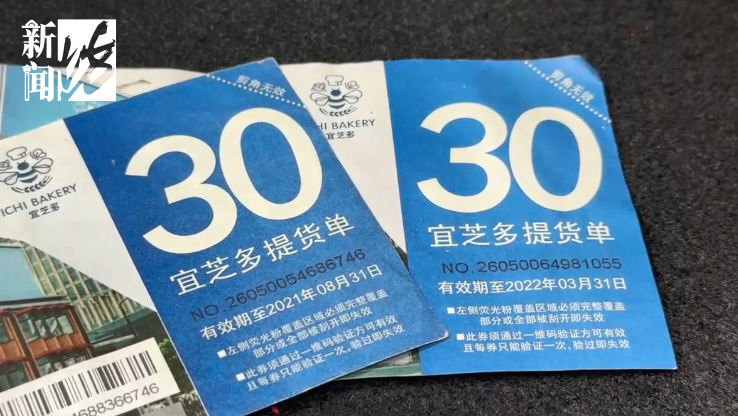 新闻
剪角无效
ICHI BAKERY
宜芝多
30
宜芝多提货单
NO.26050054686746
有效期至2021年08月31日
■左侧荧光粉覆盖区域必须完整覆盖
部分或全部被刮开即失效
■此券须通过一维码验证方可有效
且每券只能验证一次,验过即失效
4688366746
剪角无效
CHI BAKERY
宜芝多
30
宜芝多提货单
NO.26050064981055
有效期至2022年03月31日
■左侧荧光粉覆盖区域必须完整覆盖
部分或全部被刮开即失效
■此券须通过一维码验证方可有效
且每券只能验证一次,验过即失效